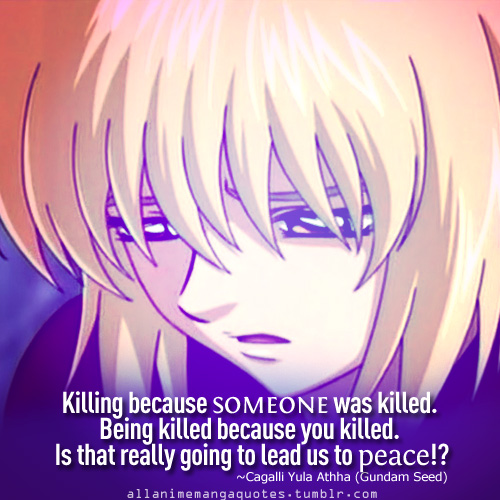 Killing because SOMEONE was killed.
Being killed because you killed.
Is that really going to lead us to peace!?
~Cagalli Yula Athha (Gundam Seed)
allanimemangaquotes.tumblr.com